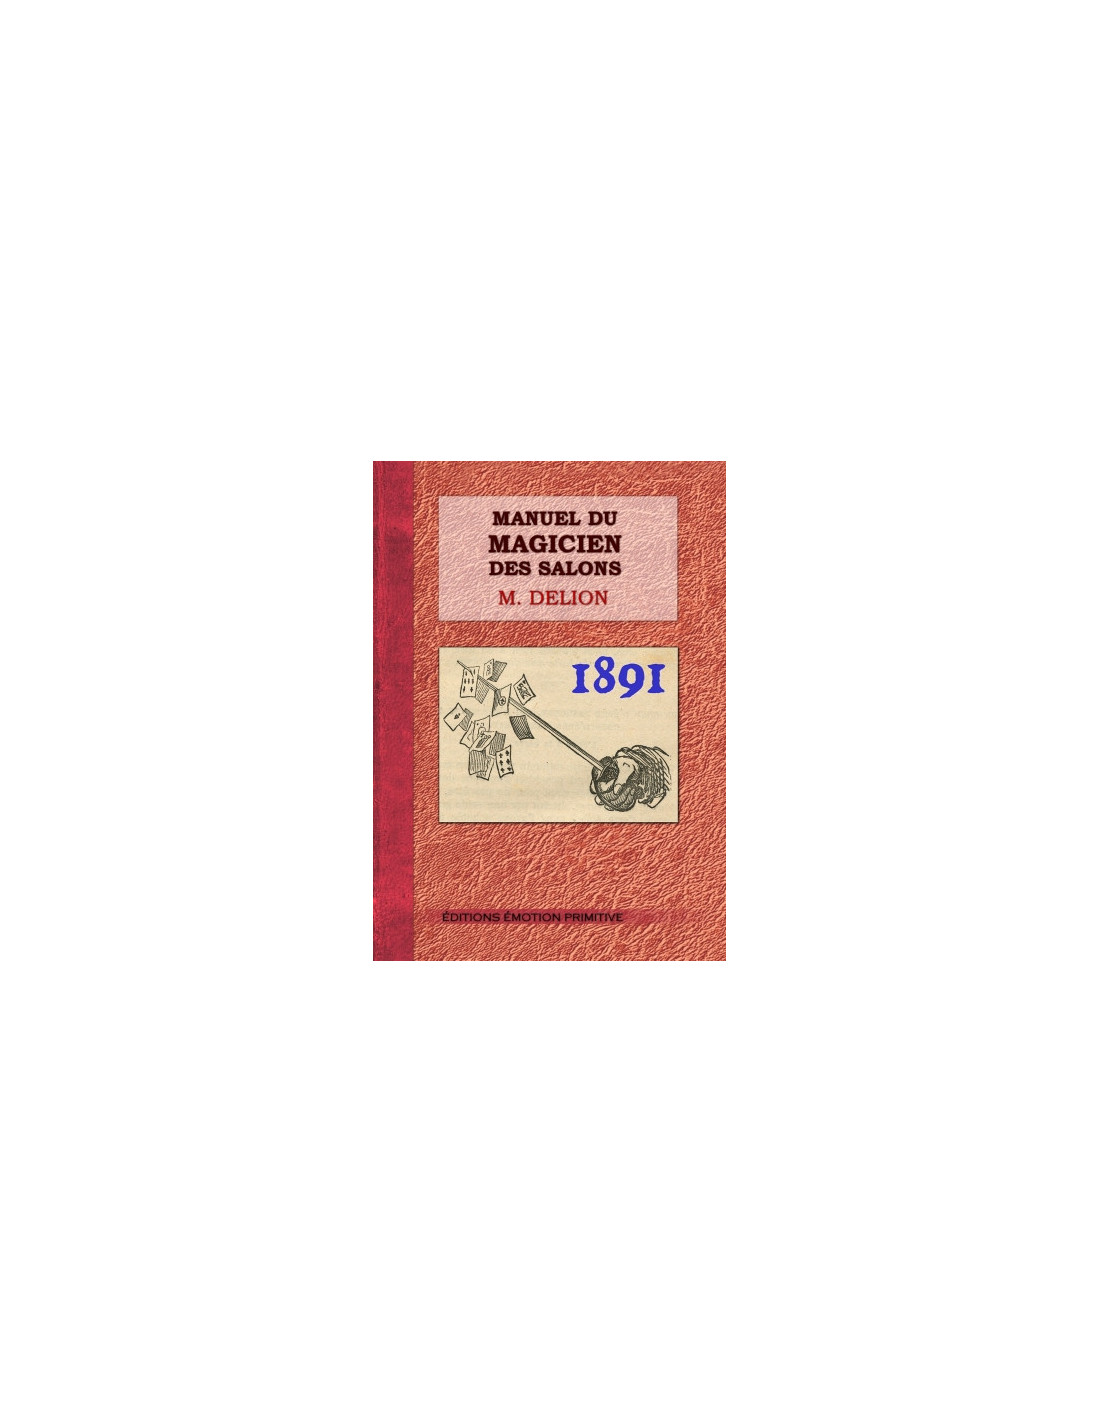 MANUEL DU
MAGICIEN
DES SALONS
M. DELION
1891
ÉDITIONS ÉMOTION PRIMITIVE